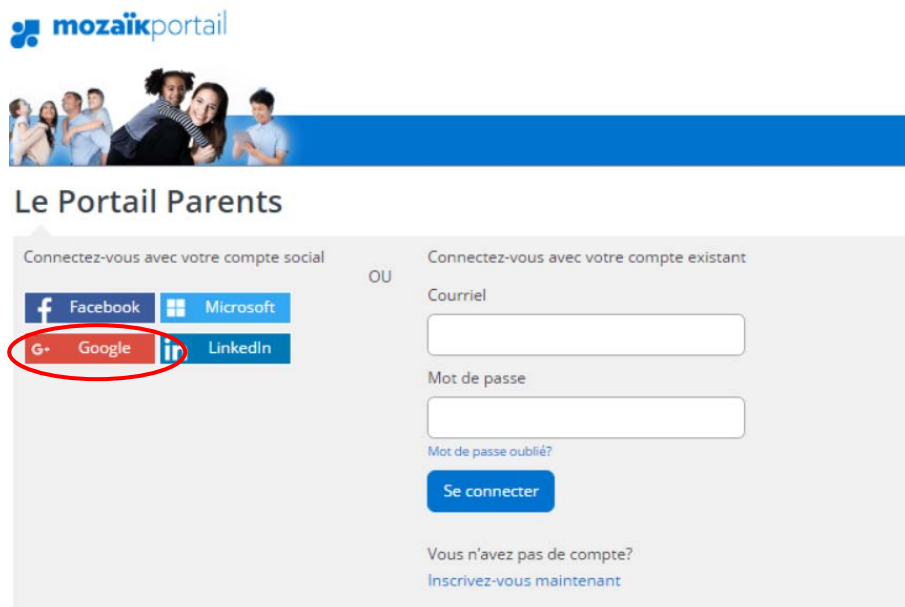 mozaïkportail
Le Portail Parents
Connectez-vous avec votre compte social
Facebook
Microsoft
G+ Google
in LinkedIn
OU
Connectez-vous avec votre compte existant
Courriel
Mot de passe
Mot de passe oublié?
Se connecter
Vous n'avez pas de compte?
Inscrivez-vous maintenant